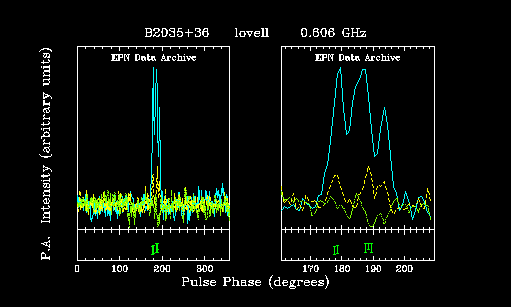 B2035+36 lovell 0.606 GHz
EPN Data Archive EPN Data Archive
P.A. Intensity (arbitrary units)
0 100 200 300 170 180 190 200
Pulse Phase (degrees)